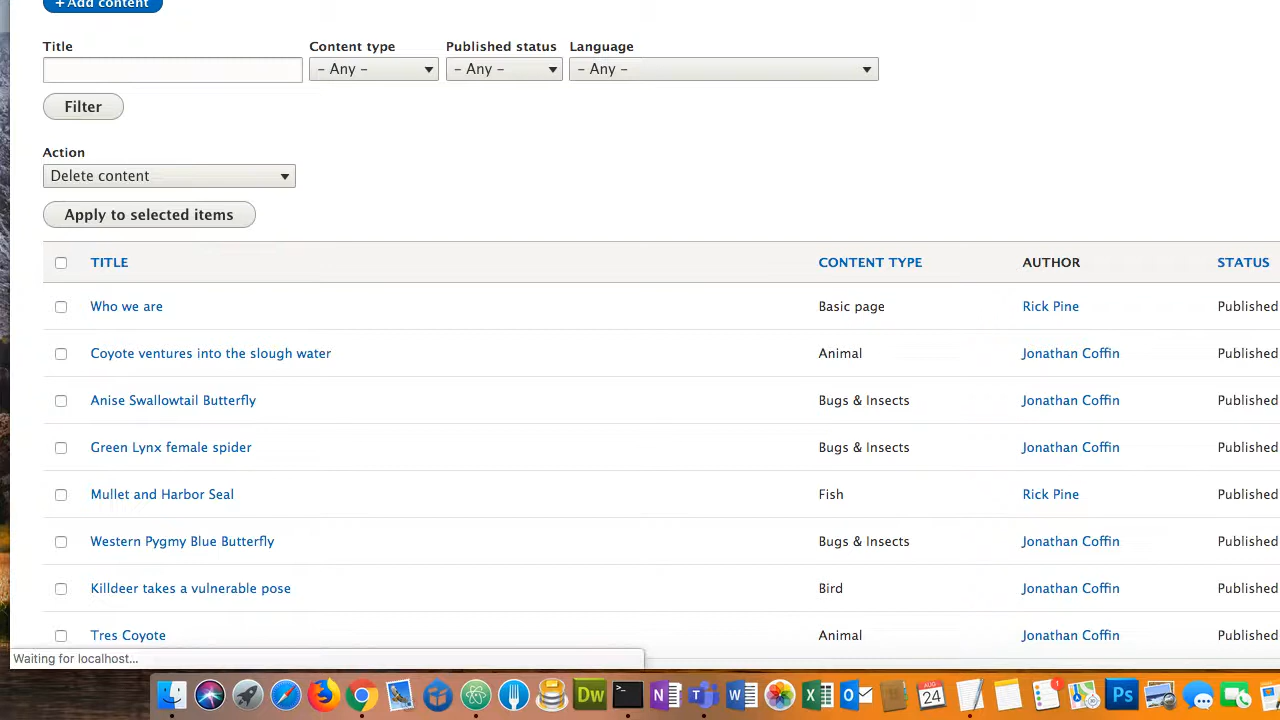 + Add content
Title Content type Published status Language
- Any - - Any - - Any -
Filter
Action
Delete content
Apply to selected items
TITLE CONTENT TYPE AUTHOR STATUS
Who we are Basic page Rick Pine Published
Coyote ventures into the slough water Animal Jonathan Coffin Published
Anise Swallowtail Butterfly Bugs & Insects Jonathan Coffin Published
Green Lynx female spider Bugs & Insects Jonathan Coffin Published
Mullet and Harbor Seal Fish Rick Pine Published
Western Pygmy Blue Butterfly Bugs & Insects Jonathan Coffin Published
Killdeer takes a vulnerable pose Bird Jonathan Coffin Published
Tres Coyote Animal Jonathan Coffin Published
Waiting for localhost...
Dw >_ N T W X O AUG 24 1 Ps